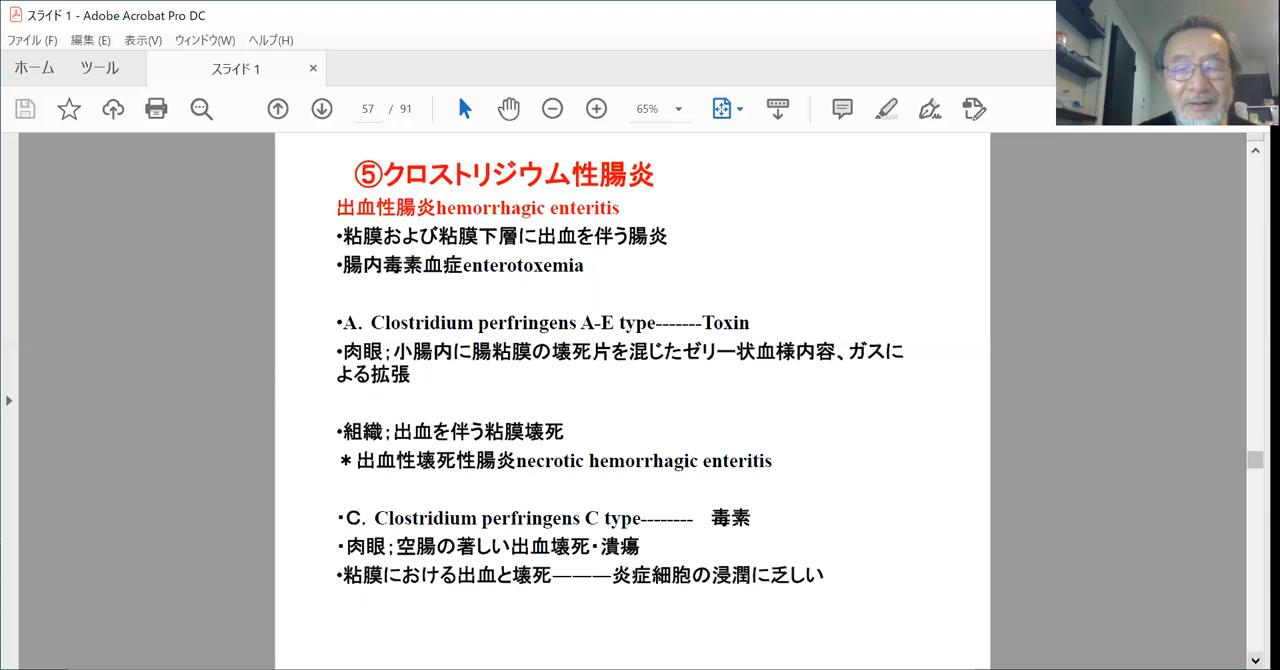 スライド 1 - Adobe Acrobat Pro DC
ファイル(F) 編集(E) 表示(V) ウィンドウ(W) ヘルプ(H)
ホーム ツール スライド 1 ×
57 / 91 65%
⑤クロストリジウム性腸炎
出血性腸炎hemorrhagic enteritis
•粘膜および粘膜下層に出血を伴う腸炎
•腸内毒素血症enterotoxemia
•A. Clostridium perfringens A-E type-------Toxin
•肉眼;小腸内に腸粘膜の壊死片を混じたゼリー状血様内容、ガスに
よる拡張
•組織;出血を伴う粘膜壊死
＊出血性壊死性腸炎necrotic hemorrhagic enteritis
・C. Clostridium perfringens C type-------- 毒素
・肉眼;空腸の著しい出血壊死・潰瘍
•粘膜における出血と壊死―――炎症細胞の浸潤に乏しい